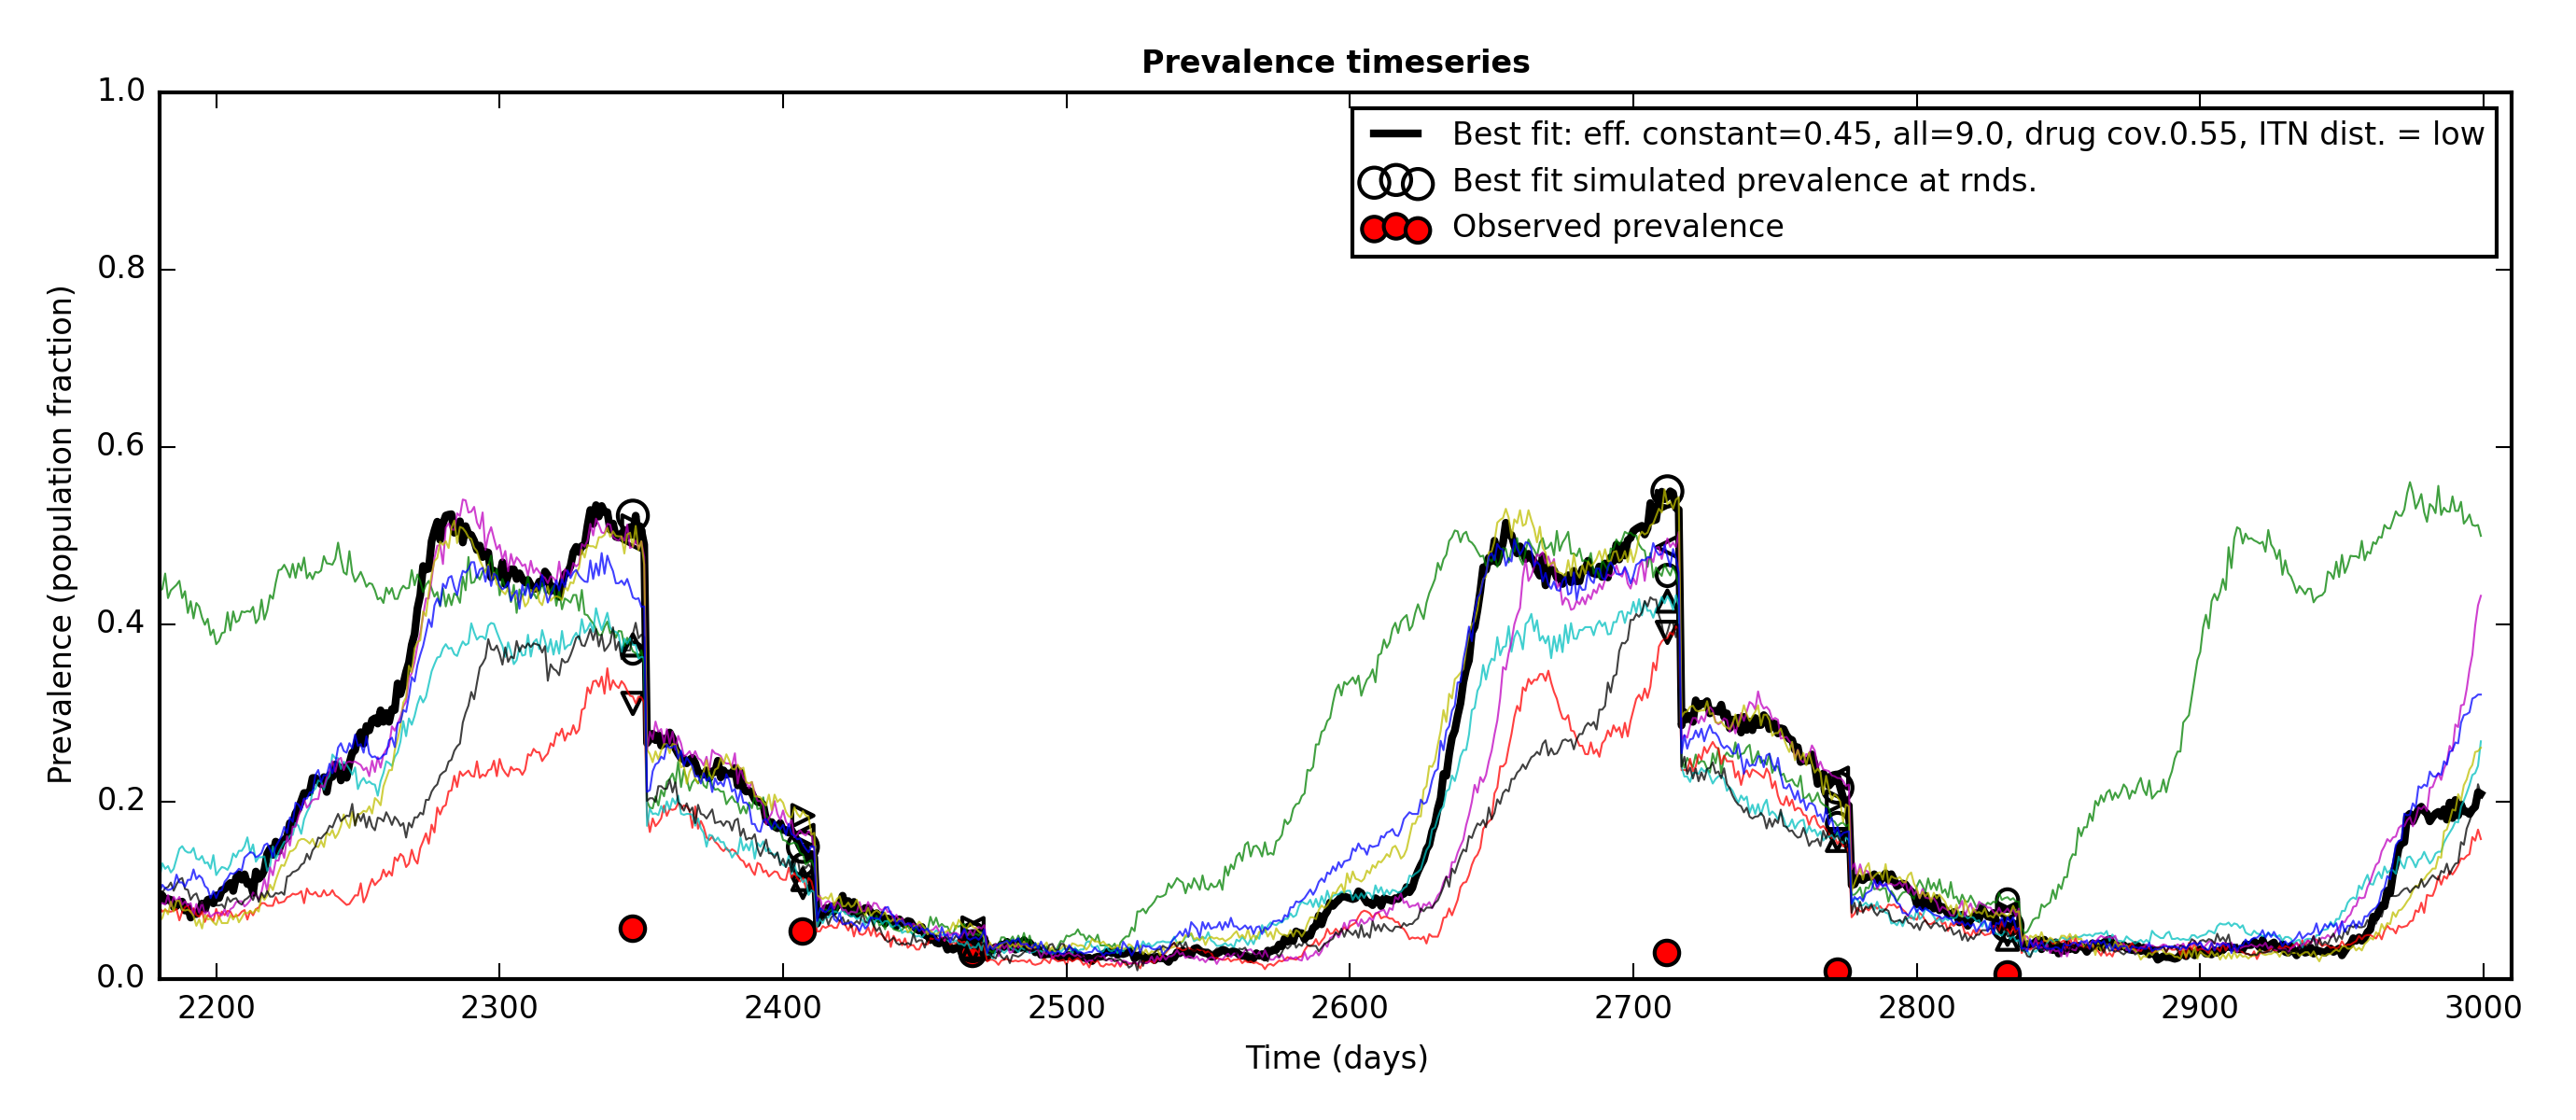 Prevalence timeseries
Best fit: eff. constant=0.45, all=9.0, drug cov.0.55, ITN dist. = low
Best fit simulated prevalence at rnds.
Observed prevalence
Prevalence (population fraction)
1.0
0.8
0.6
0.4
0.2
0.0
2200 2300 2400 2500 2600 2700 2800 2900 3000
Time (days)